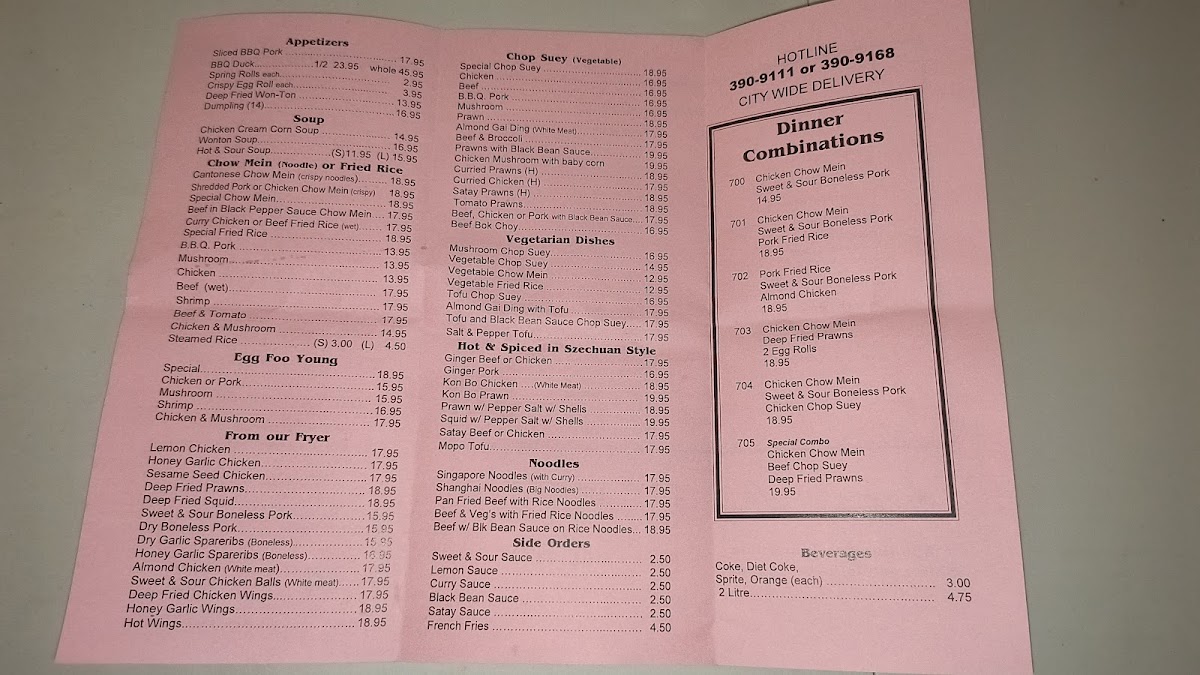 Appetizers
Sliced BBQ Pork 17.95
BBQ Duck 1/2 23.95 whole 45.95
Spring Rolls each 2.95
Crispy Egg Roll each 3.95
Deep Fried Won-Ton 13.95
Dumpling (14) 16.95
Soup
Chicken Cream Corn Soup 14.95
Wonton Soup 16.95
Hot & Sour Soup (S)11.95 (L) 15.95
Chow Mein (Noodle) or Fried Rice
Cantonese Chow Mein (crispy noodles) 18.95
Shredded Pork or Chicken Chow Mein (crispy) 18.95
Special Chow Mein 18.95
Beef in Black Pepper Sauce Chow Mein 17.95
Curry Chicken or Beef Fried Rice (wet) 17.95
Special Fried Rice 18.95
B.B.Q. Pork 13.95
Mushroom 13.95
Chicken 13.95
Beef (wet) 17.95
Shrimp 17.95
Beef & Tomato 17.95
Chicken & Mushroom 14.95
Steamed Rice (S) 3.00 (L) 4.50
Egg Foo Young
Special 18.95
Chicken or Pork 15.95
Mushroom 15.95
Shrimp 16.95
Chicken & Mushroom 17.95
From our Fryer
Lemon Chicken 17.95
Honey Garlic Chicken 17.95
Sesame Seed Chicken 17.95
Deep Fried Prawns 18.95
Deep Fried Squid 18.95
Sweet & Sour Boneless Pork 15.95
Dry Boneless Pork 15.95
Dry Garlic Spareribs (Boneless) 15.95
Honey Garlic Spareribs (Boneless) 16.95
Almond Chicken (White meat) 17.95
Sweet & Sour Chicken Balls (White meat) 17.95
Deep Fried Chicken Wings 17.95
Honey Garlic Wings 18.95
Hot Wings 18.95
Chop Suey (Vegetable)
Special Chop Suey 18.95
Chicken 16.95
Beef 16.95
B.B.Q. Pork 16.95
Mushroom 16.95
Prawn 18.95
Almond Gai Ding (White Meat) 17.95
Beef & Broccoli 17.95
Prawns with Black Bean Sauce 19.95
Chicken Mushroom with baby corn 19.95
Curried Prawns (H) 18.95
Curried Chicken (H) 17.95
Satay Prawns (H) 18.95
Tomato Prawns 18.95
Beef, Chicken or Pork with Black Bean Sauce 17.95
Beef Bok Choy 16.95
Vegetarian Dishes
Mushroom Chop Suey 16.95
Vegetable Chop Suey 14.95
Vegetable Chow Mein 12.95
Vegetable Fried Rice 12.95
Tofu Chop Suey 16.95
Almond Gai Ding with Tofu 17.95
Tofu and Black Bean Sauce Chop Suey 17.95
Salt & Pepper Tofu 17.95
Hot & Spiced in Szechuan Style
Ginger Beef or Chicken 17.95
Ginger Pork 16.95
Kon Bo Chicken (White Meat) 18.95
Kon Bo Prawn 19.95
Prawn w/ Pepper Salt w/ Shells 18.95
Squid w/ Pepper Salt w/ Shells 19.95
Satay Beef or Chicken 17.95
Mopo Tofu 17.95
Noodles
Singapore Noodles (with Curry) 17.95
Shanghai Noodles (Big Noodles) 17.95
Pan Fried Beef with Rice Noodles 17.95
Beef & Veg's with Fried Rice Noodles 17.95
Beef w/ Blk Bean Sauce on Rice Noodles 18.95
Side Orders
Sweet & Sour Sauce 2.50
Lemon Sauce 2.50
Curry Sauce 2.50
Black Bean Sauce 2.50
Satay Sauce 2.50
French Fries 4.50
HOTLINE
390-9111 or 390-9168
CITY WIDE DELIVERY
Dinner
Combinations
700 Chicken Chow Mein
Sweet & Sour Boneless Pork
14.95
701 Chicken Chow Mein
Sweet & Sour Boneless Pork
Pork Fried Rice
18.95
702 Pork Fried Rice
Sweet & Sour Boneless Pork
Almond Chicken
18.95
703 Chicken Chow Mein
Deep Fried Prawns
2 Egg Rolls
18.95
704 Chicken Chow Mein
Sweet & Sour Boneless Pork
Chicken Chop Suey
18.95
705 Special Combo
Chicken Chow Mein
Beef Chop Suey
Deep Fried Prawns
19.95
Beverages
Coke, Diet Coke,
Sprite, Orange (each) 3.00
2 Litre 4.75